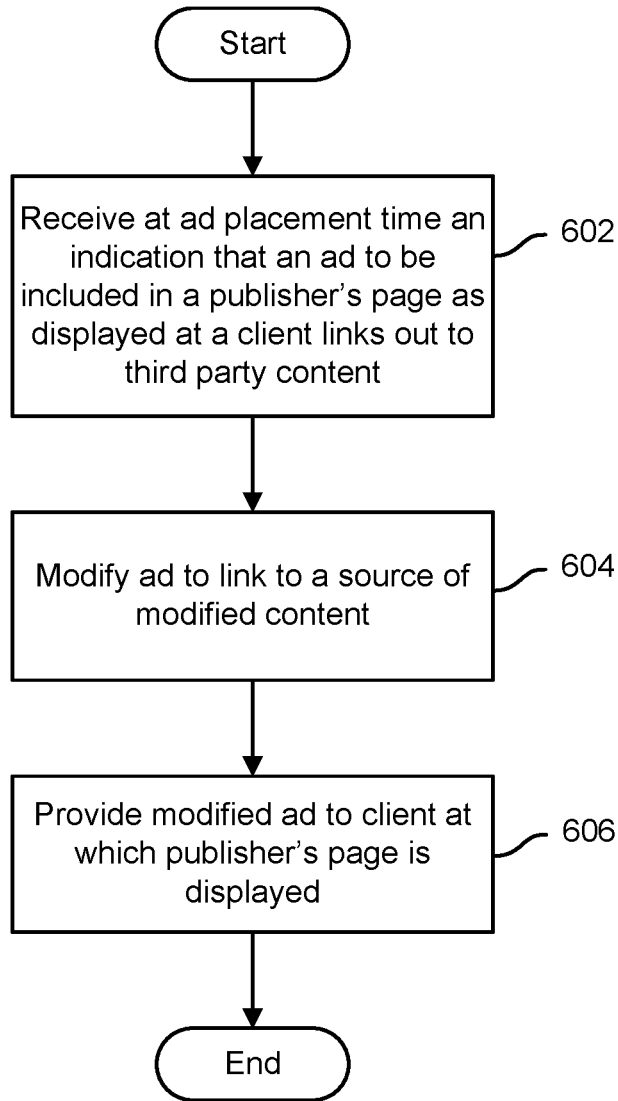 Start
Receive at ad placement time an
indication that an ad to be
included in a publisher's page as
displayed at a client links out to
third party content
602
Modify ad to link to a source of
modified content
604
Provide modified ad to client at
which publisher's page is
displayed
606
End